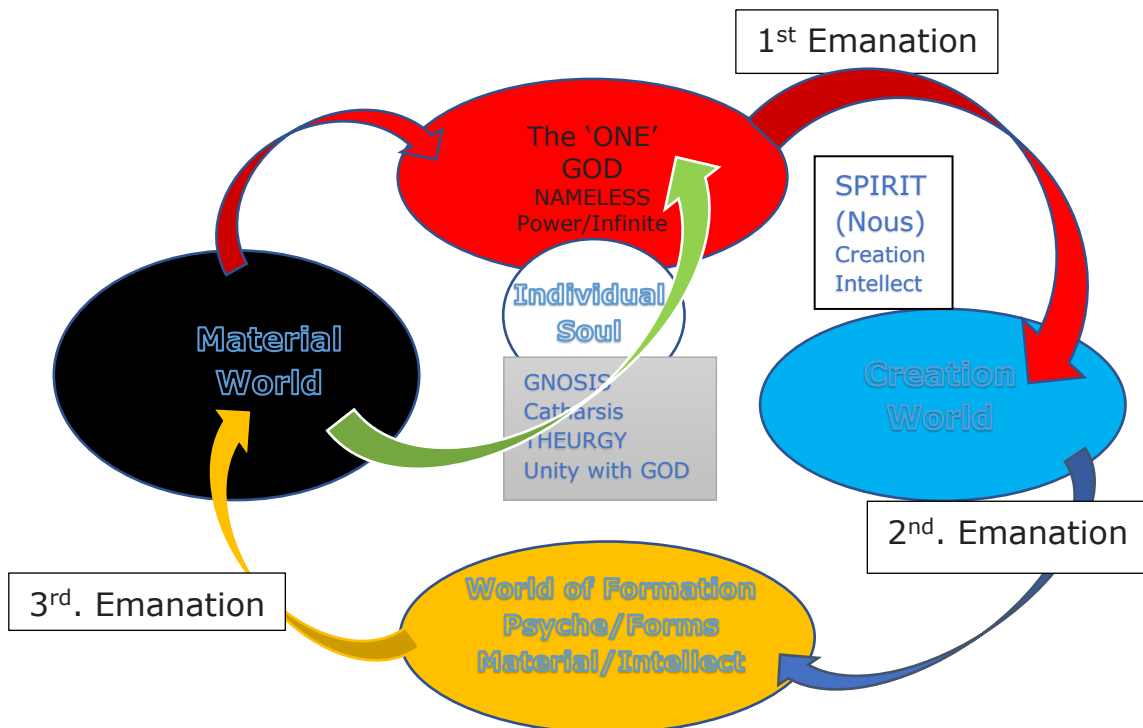 1st Emanation
The ‘ONE’
GOD
NAMELESS
Power/Infinite
SPIRIT
(Nous)
Creation
Intellect
Individual
Soul
Material
World
GNOSIS
Catharsis
THEURGY
Unity with GOD
Creation
World
2nd. Emanation
World of Formation
Psyche/Forms
Material/Intellect
3rd. Emanation